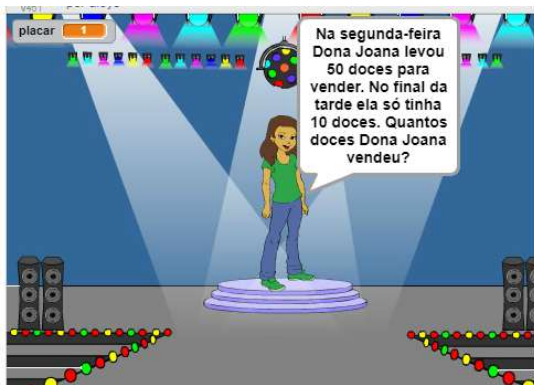 placar 1
Na segunda-feira
Dona Joana levou
50 doces para
vender. No final da
tarde ela só tinha
10 doces. Quantos
doces Dona Joana
vendeu?